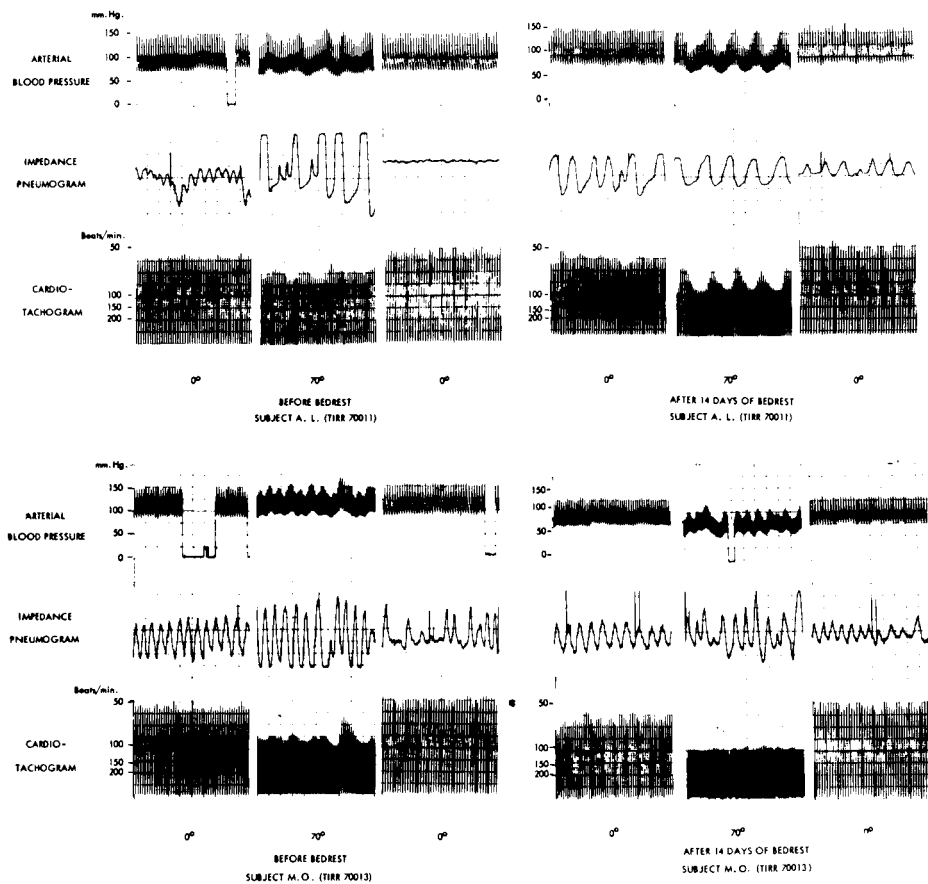 mm. Hg.
150
100
50
0
ARTERIAL
BLOOD PRESSURE
IMPEDANCE
PNEUMOGRAM
Beats/min.
50
100
150
200
CARDIO-
TACHOGRAM
0°
70°
0°
BEFORE BEDREST
SUBJECT A. L. (TIRR 70011)
150
100
50
0
50
100
150
200
0°
70°
0°
AFTER 14 DAYS OF BEDREST
SUBJECT A. L. (TIRR 70011)
mm. Hg.
150
100
50
0
ARTERIAL
BLOOD PRESSURE
IMPEDANCE
PNEUMOGRAM
Beats/min.
50
100
150
200
CARDIO-
TACHOGRAM
0°
70°
0°
BEFORE BEDREST
SUBJECT M. O. (TIRR 70013)
150
100
50
0
50
100
150
200
0°
70°
0°
AFTER 14 DAYS OF BEDREST
SUBJECT M. O. (TIRR 70013)